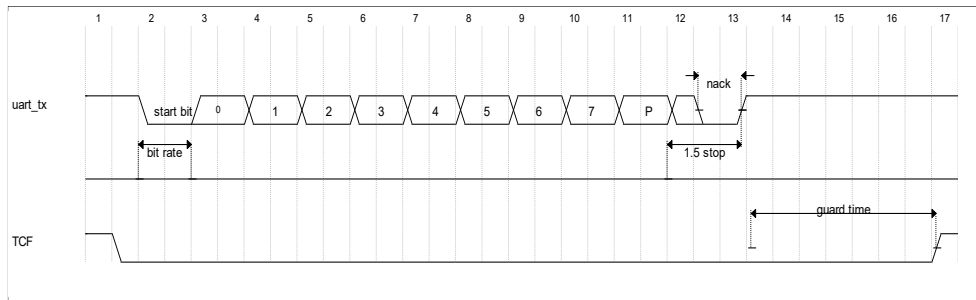 1 2 3 4 5 6 7 8 9 10 11 12 13 14 15 16 17
nack
uart_tx start bit 0 1 2 3 4 5 6 7 P
bit rate 1.5 stop
guard time
TCF